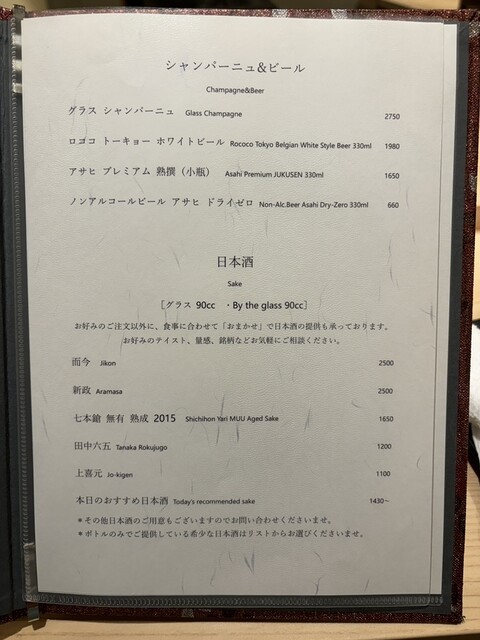 シャンパーニュ&ビール
Champagne&Beer
グラス シャンパーニュ Glass Champagne 2750
ロココ トーキョー ホワイトビール Rococo Tokyo Belgian White Style Beer 330ml 1980
アサヒ プレミアム 熟撰（小瓶） Asahi Premium JUKUSEN 330ml 1650
ノンアルコールビール アサヒ ドライゼロ Non-Alc.Beer Asahi Dry-Zero 330ml 660
日本酒
Sake
［グラス 90cc ・By the glass 90cc］
お好みのご注文以外に、食事に合わせて「おまかせ」で日本酒の提供も承っております。
お好みのテイスト、量感、銘柄などお気軽にご相談ください。
而今 Jikon 2500
新政 Aramasa 2500
七本鎗 無有 熟成 2015 Shichihon Yari MUU Aged Sake 1650
田中六五 Tanaka Rokujugo 1200
上喜元 Jo-kigen 1100
本日のおすすめ日本酒 Today's recommended sake 1430～
＊その他日本酒のご用意もございますのでお問い合わせくださいませ。
＊ボトルのみでご提供している希少な日本酒はリストからお選びくださいませ。